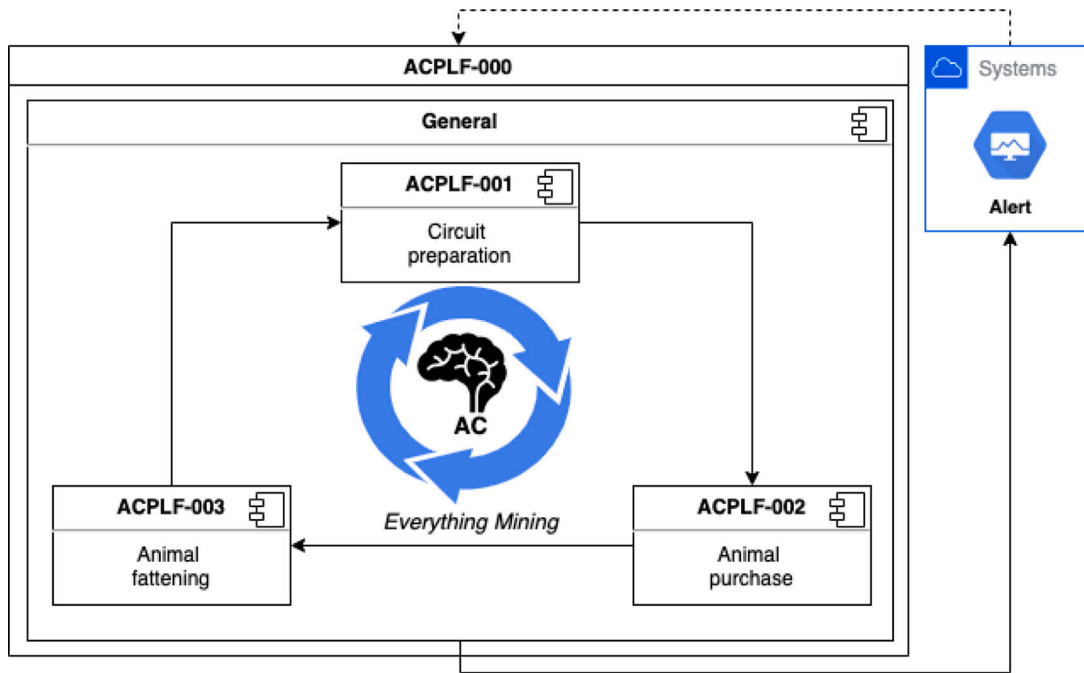 ACPLF-000
Systems
General
Alert
ACPLF-001
Circuit
preparation
AC
ACPLF-003
ACPLF-002
Everything Mining
Animal
fattening
Animal
purchase